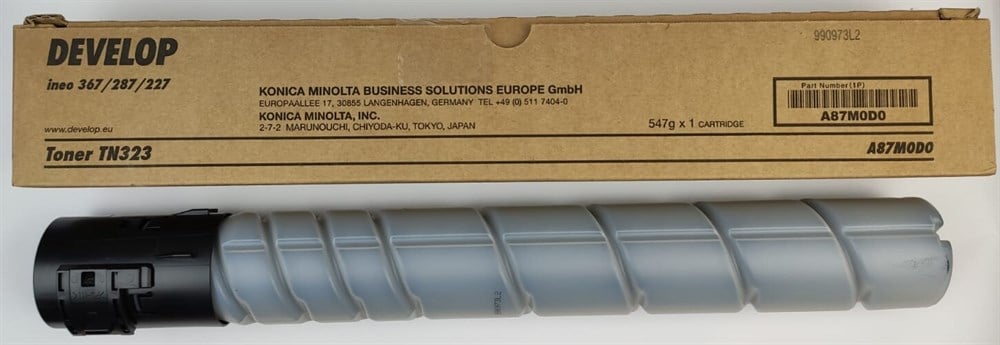 DEVELOP
ineo 367/287/227
www.develop.eu
KONICA MINOLTA BUSINESS SOLUTIONS EUROPE GmbH
EUROPAALLEE 17, 30855 LANGENHAGEN, GERMANY TEL +49 (0) 511 7404-0
KONICA MINOLTA, INC.
2-7-2 MARUNOUCHI, CHIYODA-KU, TOKYO, JAPAN
547g x 1 CARTRIDGE
990973L2
Part Number(1P)
A87M0D0
Toner TN323
A87M0D0
990973L2